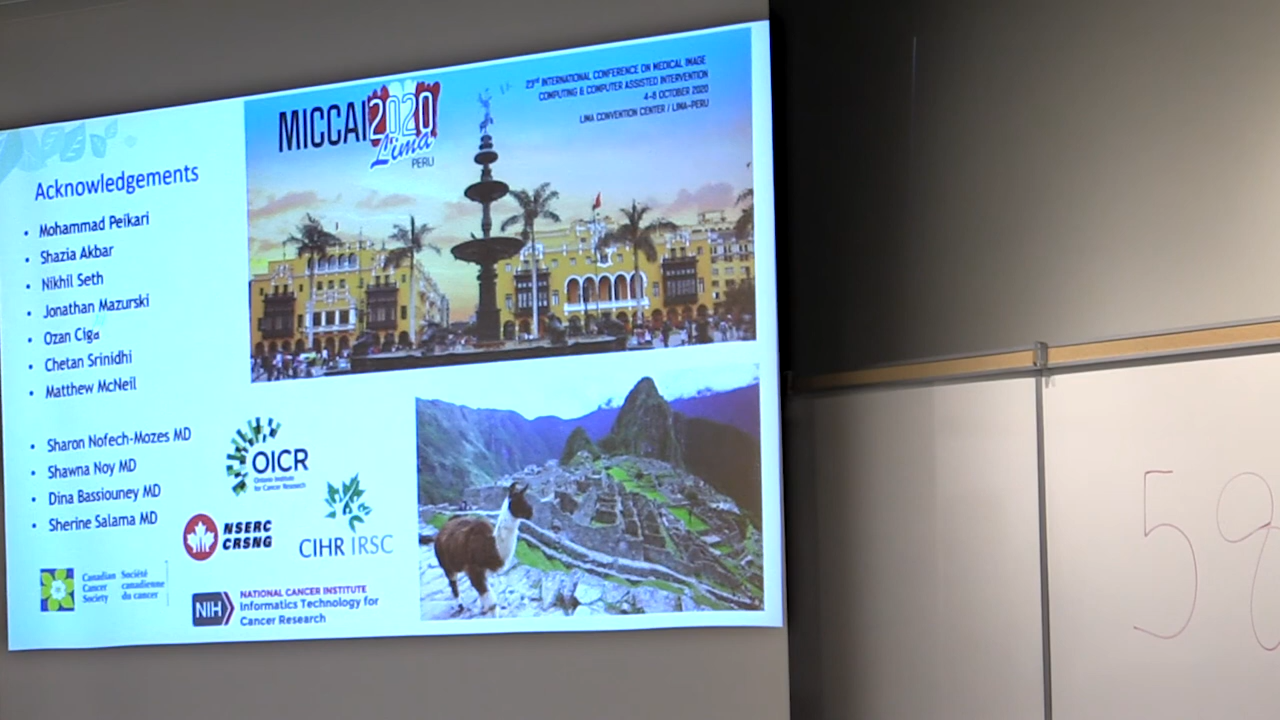 Acknowledgements
• Mohammad Peikari
• Shazia Akbar
• Nikhil Seth
• Jonathan Mazurski
• Ozan Ciga
• Chetan Srinidhi
• Matthew McNeil
• Sharon Nofech-Mozes MD
• Shawna Noy MD
• Dina Bassiouney MD
• Sherine Salama MD
MICCAI 2020
Lima
PERU
23rd INTERNATIONAL CONFERENCE ON MEDICAL IMAGE
COMPUTING & COMPUTER ASSISTED INTERVENTION
4-8 OCTOBER 2020
LIMA CONVENTION CENTER / LIMA-PERU
OICR
Ontario Institute
for Cancer Research
NSERC
CRSNG
CIHR IRSC
Canadian
Cancer
Society
Société
canadienne
du cancer
NIH
NATIONAL CANCER INSTITUTE
Informatics Technology for
Cancer Research
58